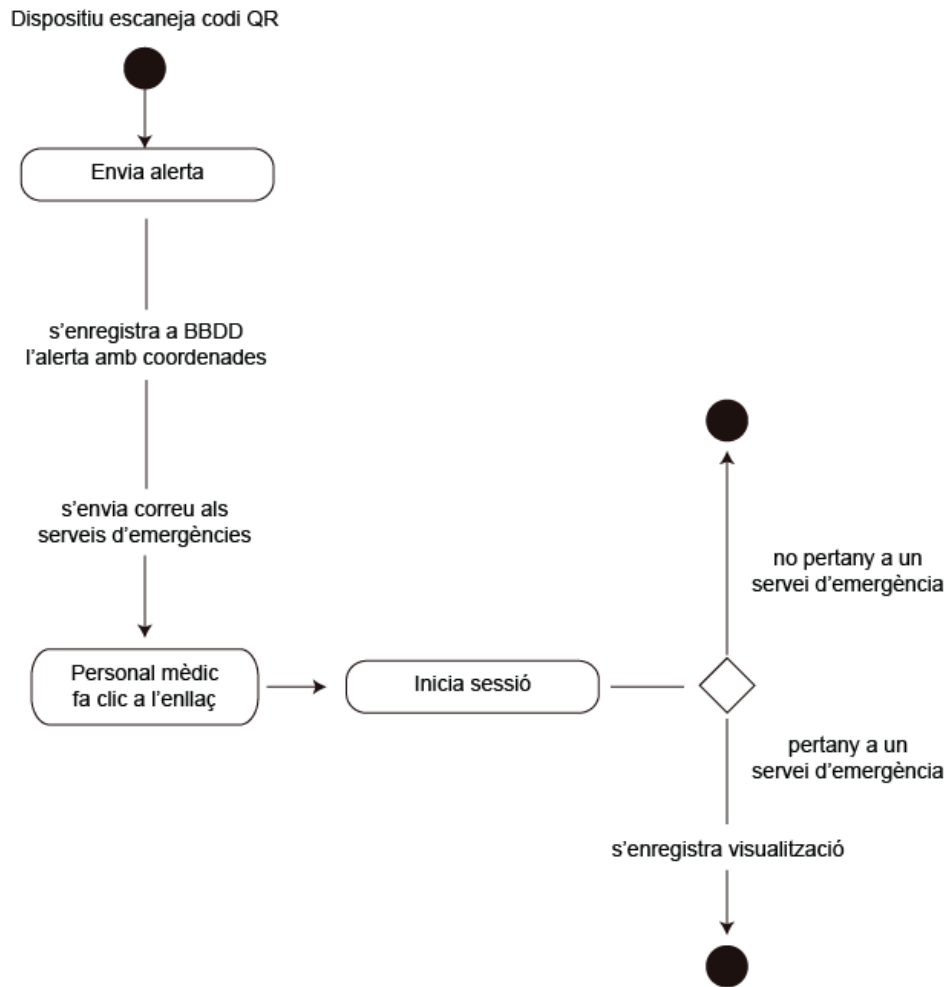 Dispositiu escaneja codi QR
Envia alerta
s'enregistra a BBDD
l'alerta amb coordenades
s'envia correu als
serveis d'emergències
Personal mèdic
fa clic a l'enllaç
Inicia sessió
no pertany a un
servei d'emergència
pertany a un
servei d'emergència
s'enregistra visualització